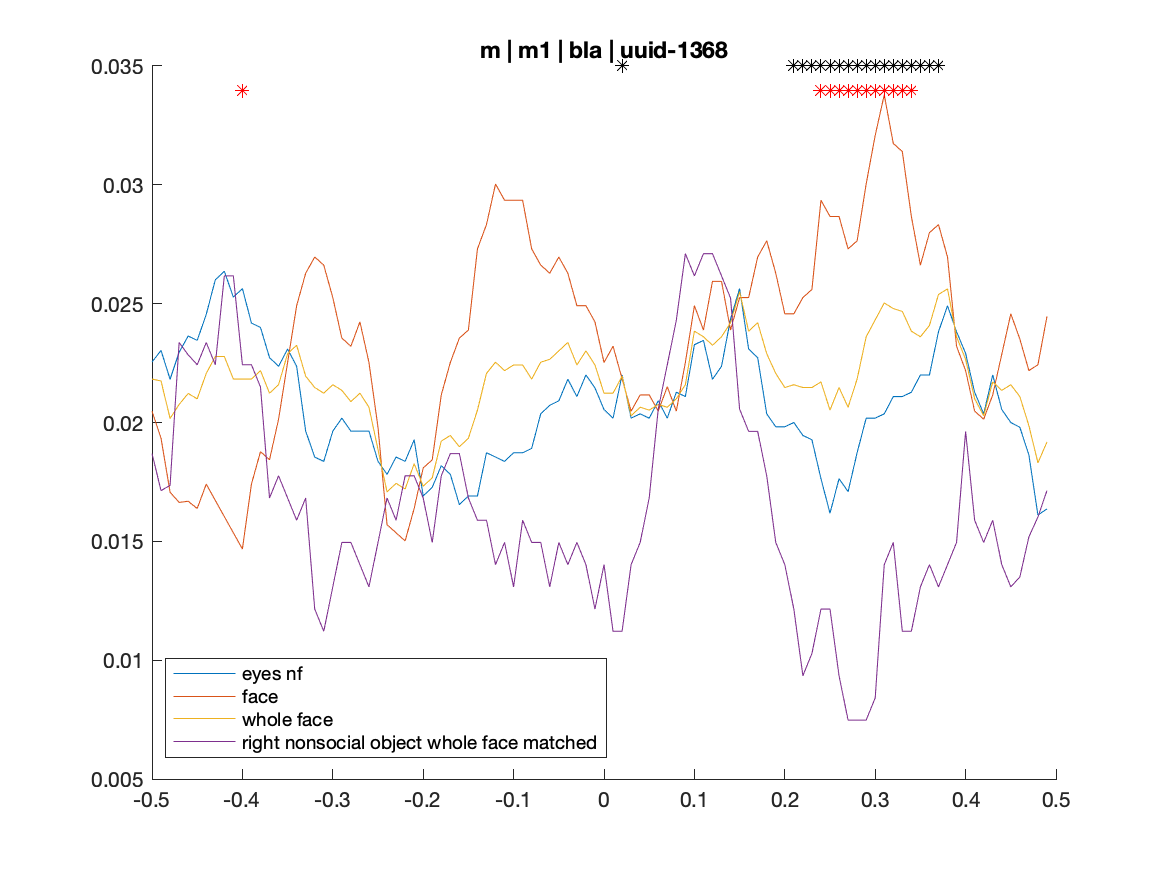 m | m1 | bla | uuid-1368
0.035
0.03
0.025
0.02
0.015
0.01
0.005
eyes nf
face
whole face
right nonsocial object whole face matched
-0.5 -0.4 -0.3 -0.2 -0.1 0 0.1 0.2 0.3 0.4 0.5